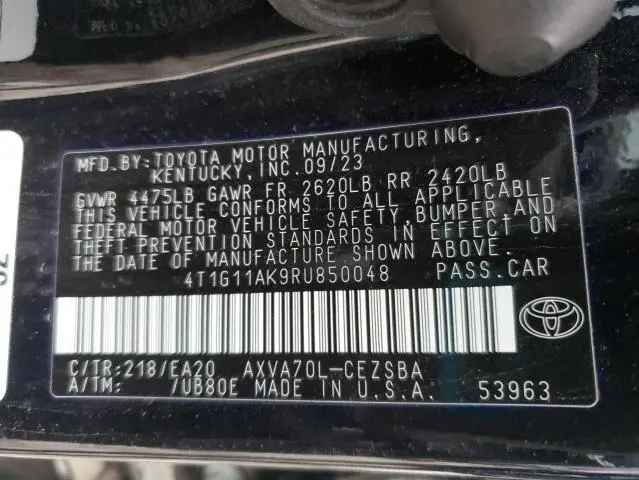 MFD. BY: TOYOTA MOTOR MANUFACTURING,
KENTUCKY, INC. 09/23
GVWR 4475LB GAWR FR 2620LB RR 2420LB
THIS VEHICLE CONFORMS TO ALL APPLICABLE
FEDERAL MOTOR VEHICLE SAFETY, BUMPER, AND
THEFT PREVENTION STANDARDS IN EFFECT ON
THE DATE OF MANUFACTURE SHOWN ABOVE.
4T1G11AK9RU850048 PASS. CAR
C/TR: 218/EA20 AXVA70L-CEZSBA
A/TM: /UB80E MADE IN U.S.A. 53963